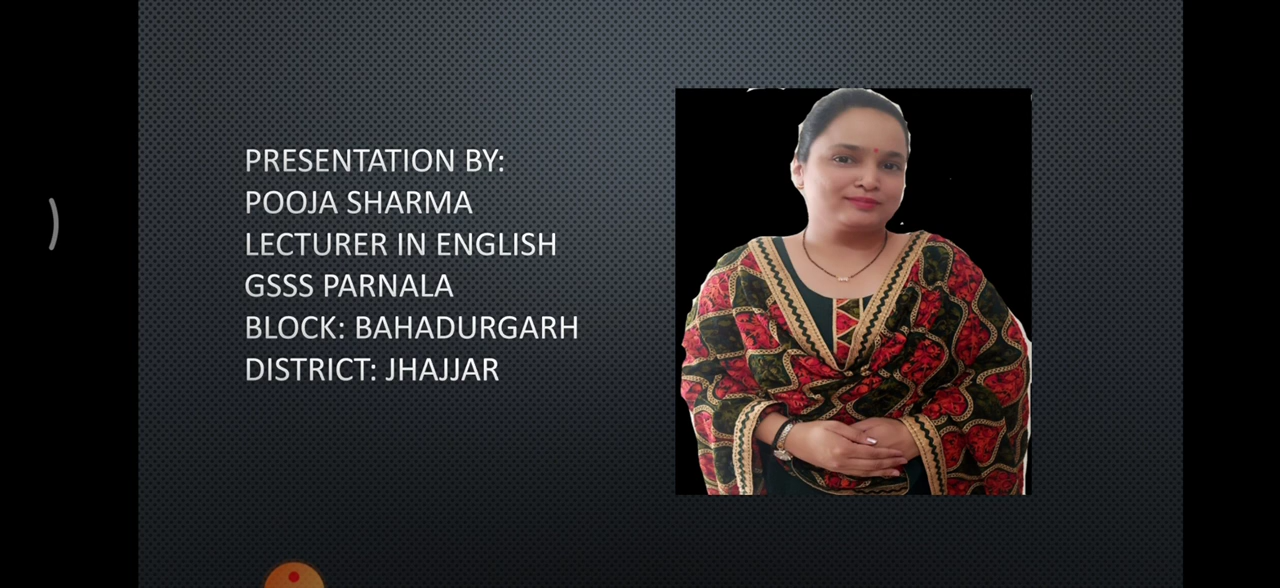 PRESENTATION BY:
POOJA SHARMA
LECTURER IN ENGLISH
GSSS PARNALA
BLOCK: BAHADURGARH
DISTRICT: JHAJJAR